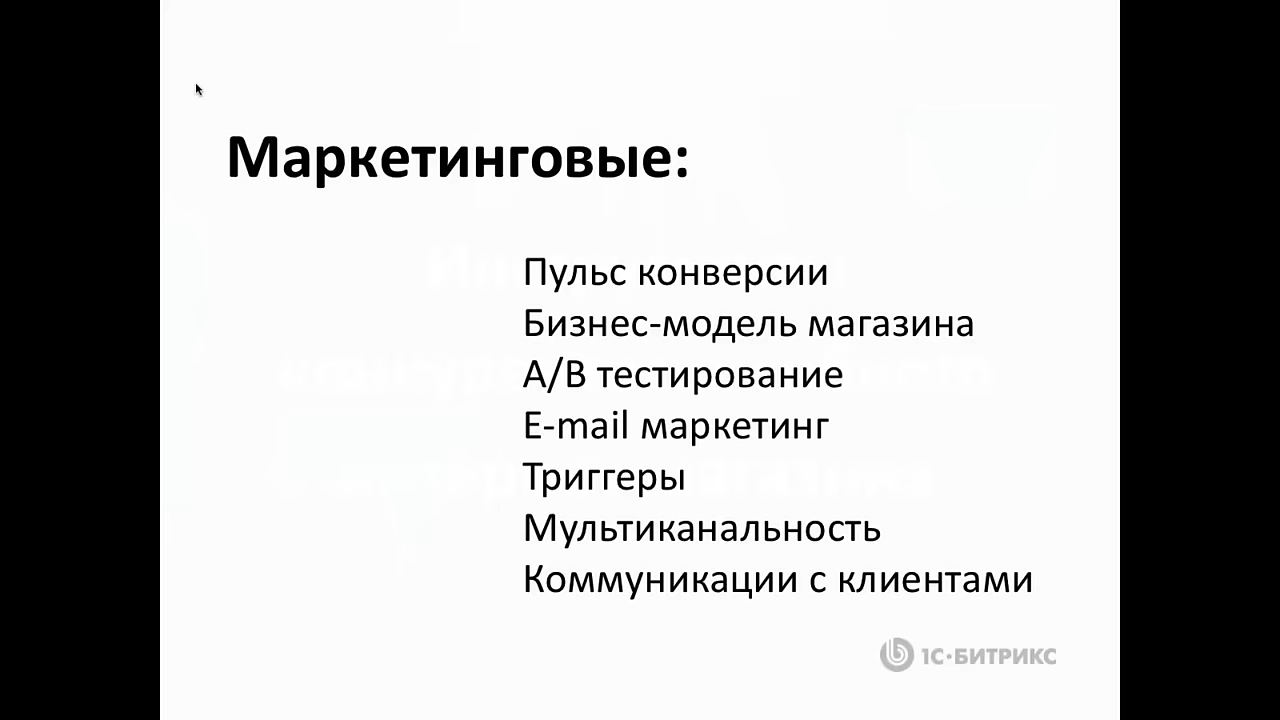 Маркетинговые:
Пульс конверсии
Бизнес-модель магазина
A/B тестирование
E-mail маркетинг
Триггеры
Мультиканальность
Коммуникации с клиентами
1С-БИТРИКС